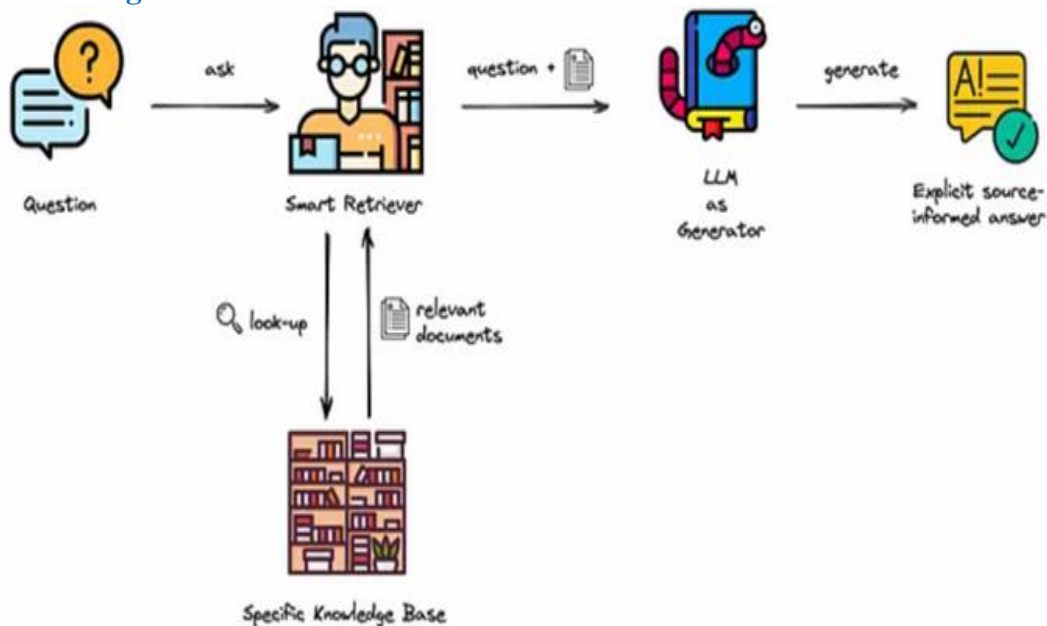 ask
question +
generate
?
A!
Question
Smart Retriever
LLM
as
Generator
Explicit source-
informed answer
look-up
relevant
documents
Specific Knowledge Base